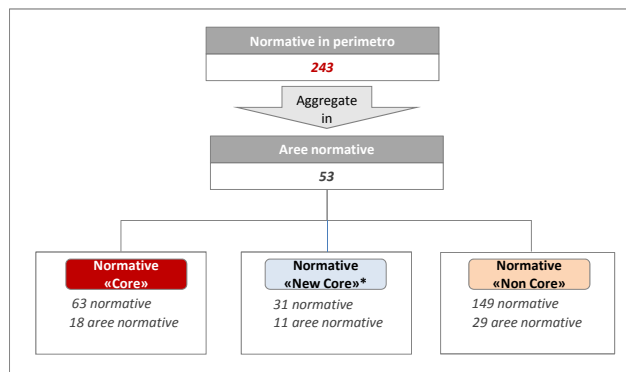 Normative in perimetro
243
Aggregate
in
Aree normative
53
Normative
«Core»
63 normative
18 aree normative
Normative
«New Core»*
31 normative
11 aree normative
Normative
«Non Core»
149 normative
29 aree normative